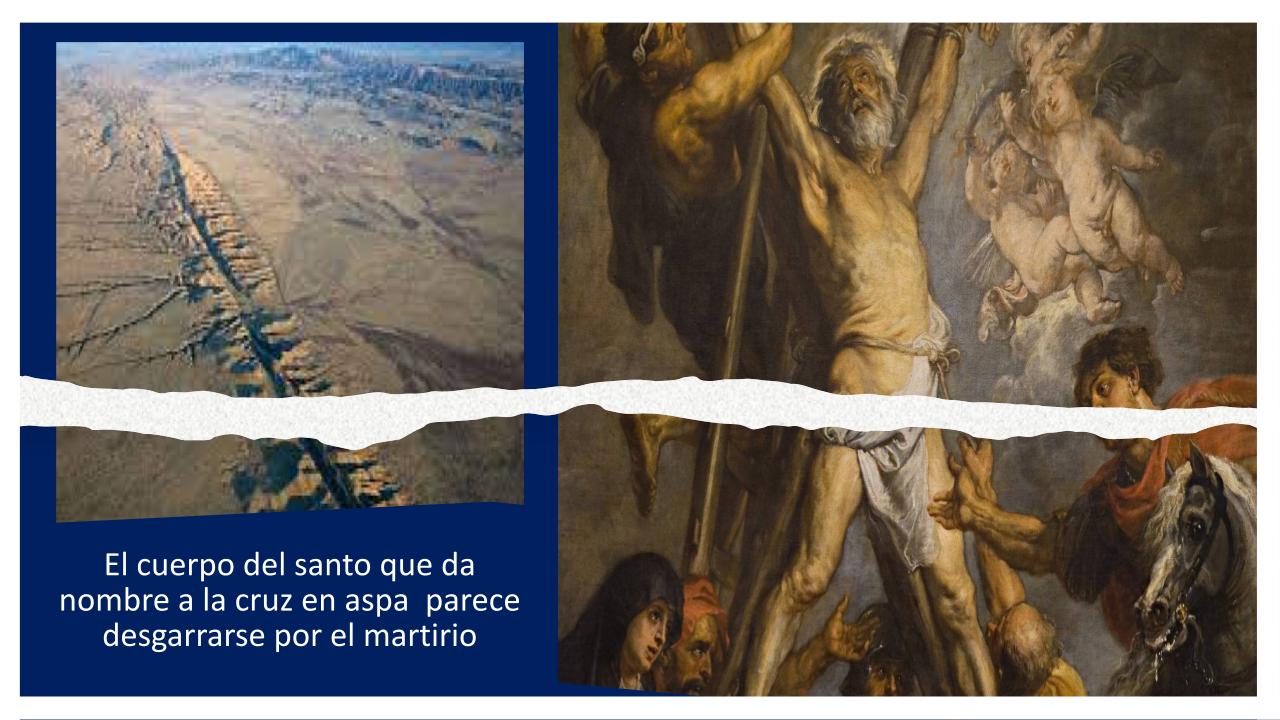 El cuerpo del santo que da
nombre a la cruz en aspa  parece
desgarrarse por el martirio